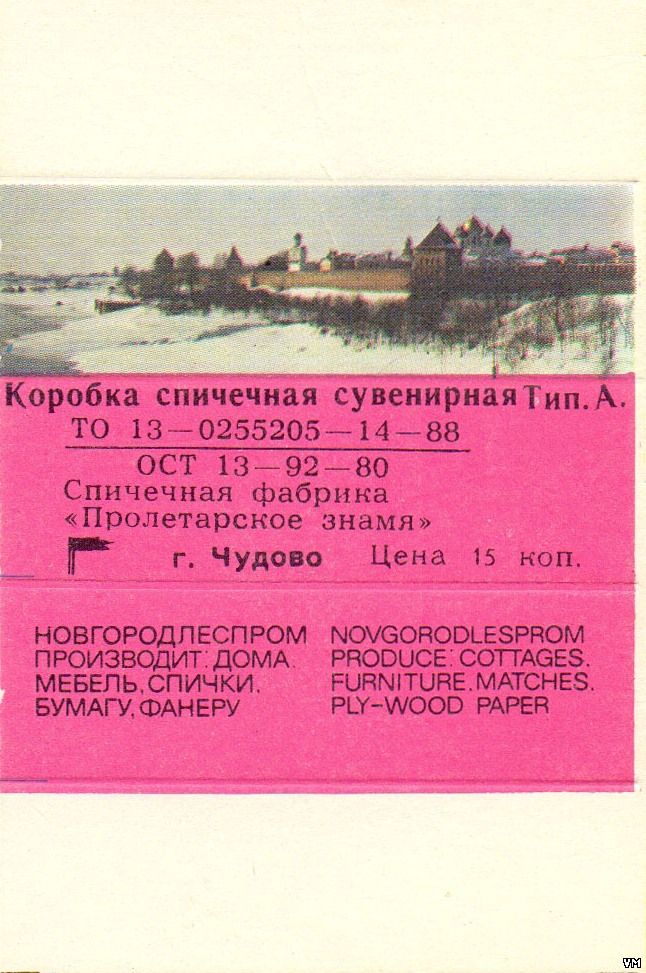 Коробка спичечная сувенирная Тип. А.
ТО 13—0255205—14—88
ОСТ 13—92—80
Спичечная фабрика
«Пролетарское знамя»
г. Чудово Цена 15 коп.
НОВГОРОДЛЕСПРОМ
ПРОИЗВОДИТ: ДОМА.
МЕБЕЛЬ, СПИЧКИ,
БУМАГУ, ФАНЕРУ
NOVGORODLESPROM
PRODUCE: COTTAGES.
FURNITURE. MATCHES.
PLY-WOOD PAPER
VM